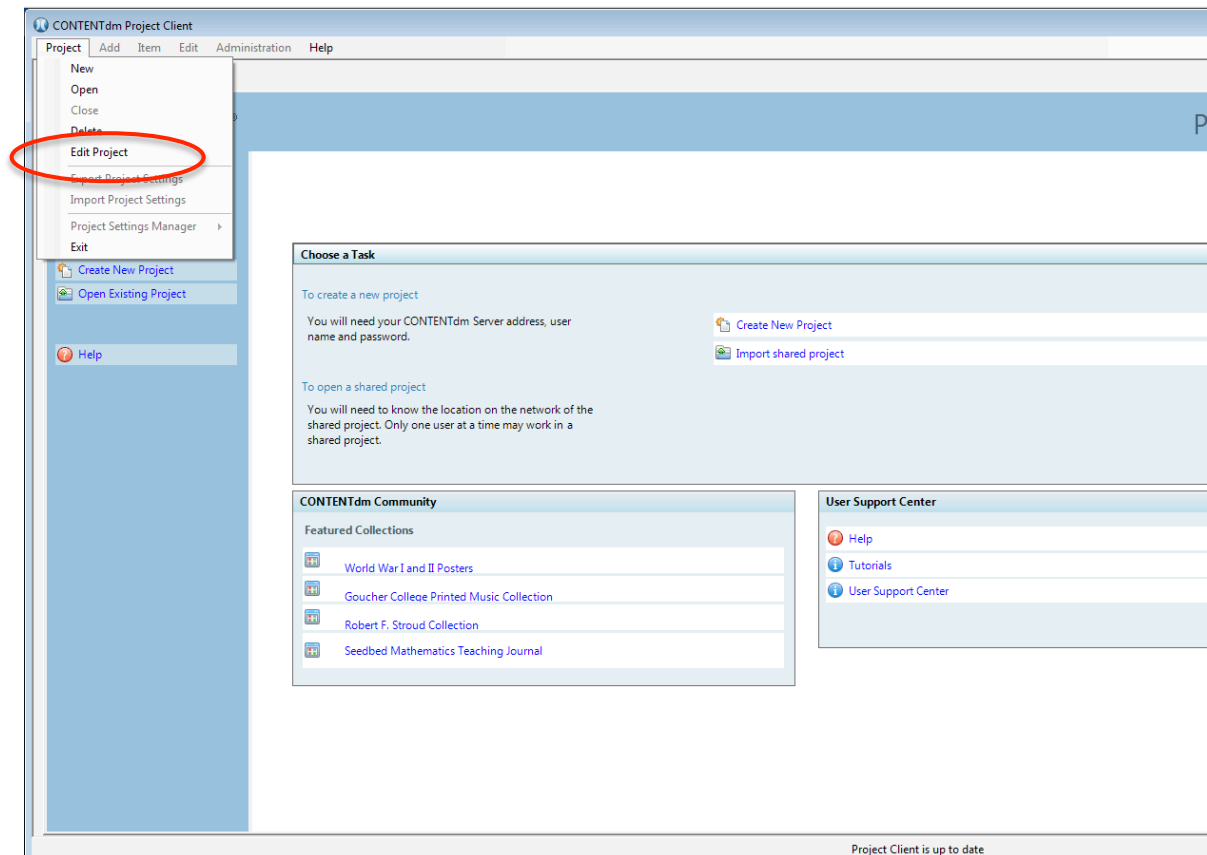 CONTENTdm Project Client
Project Add Item Edit Administration Help
New
Open
Close
Delete
Edit Project
Export Project Settings
Import Project Settings
Project Settings Manager
Exit
Create New Project
Open Existing Project
Help
P
Choose a Task
To create a new project
You will need your CONTENTdm Server address, user
name and password.
Create New Project
Import shared project
To open a shared project
You will need to know the location on the network of the
shared project. Only one user at a time may work in a
shared project.
CONTENTdm Community
Featured Collections
World War I and II Posters
Goucher College Printed Music Collection
Robert F. Stroud Collection
Seedbed Mathematics Teaching Journal
User Support Center
Help
Tutorials
User Support Center
Project Client is up to date